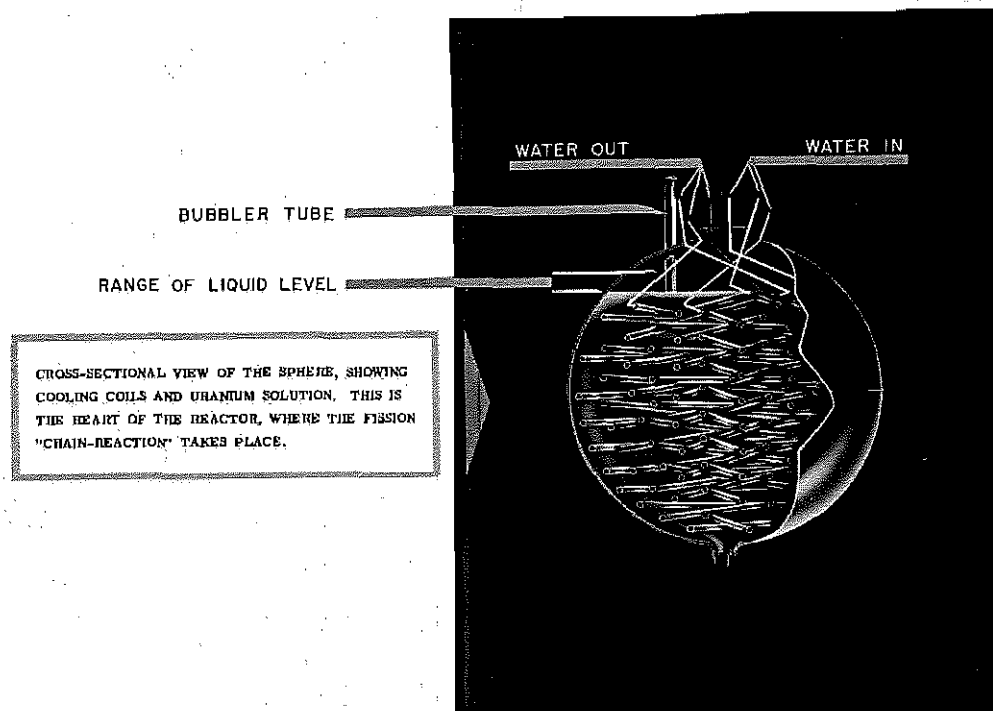 WATER OUT
WATER IN
BUBBLER TUBE
RANGE OF LIQUID LEVEL
CROSS-SECTIONAL VIEW OF THE SPHERE, SHOWING
COOLING COILS AND URANIUM SOLUTION. THIS IS
THE HEART OF THE REACTOR, WHERE THE FISSION
"CHAIN-REACTION" TAKES PLACE.